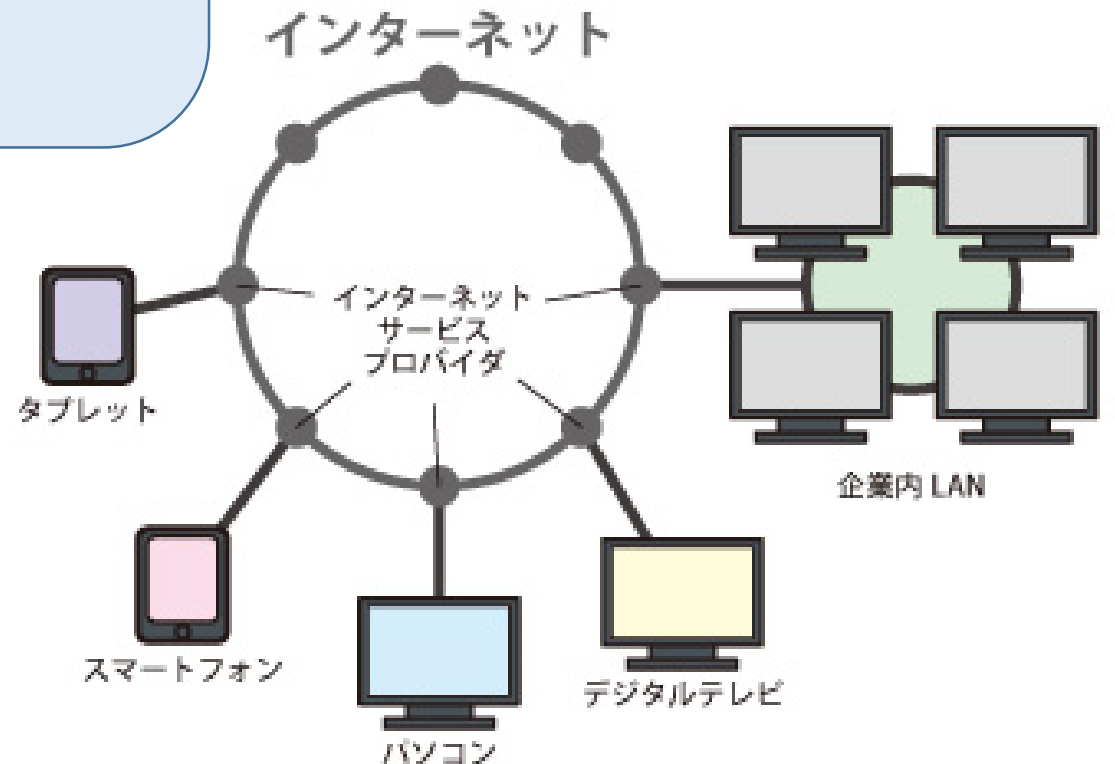 インターネット
インターネット
サービス
プロバイダ
タブレット
スマートフォン
パソコン
デジタルテレビ
企業内 LAN